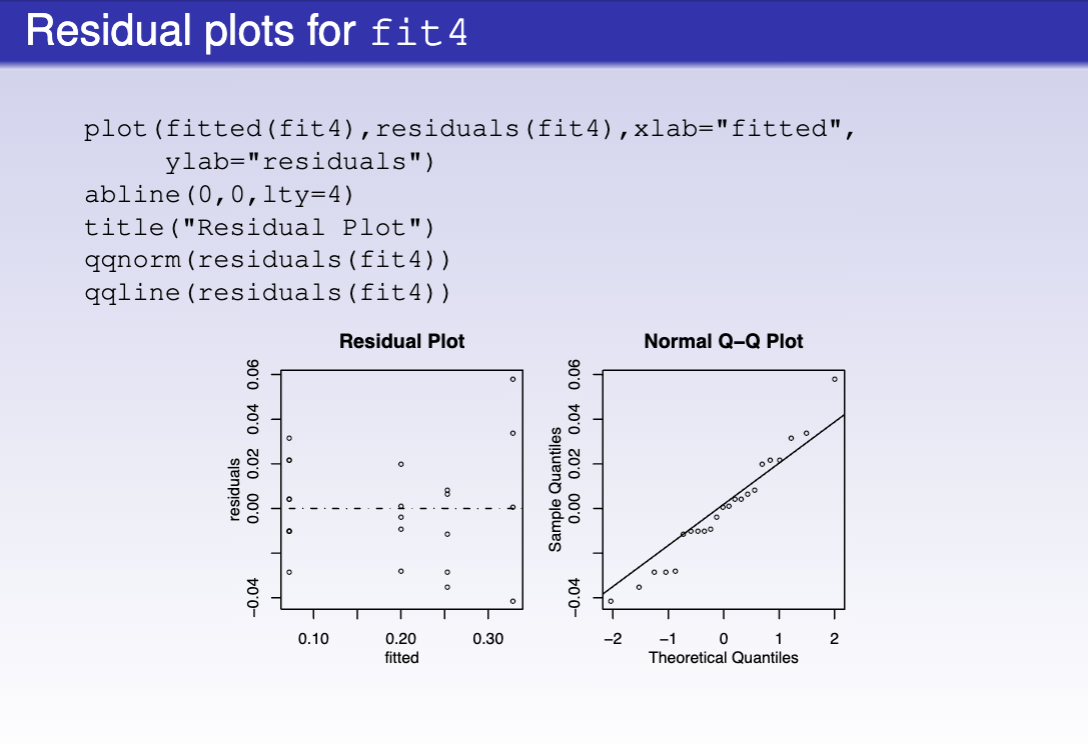 Residual plots for fit4
plot(fitted(fit4),residuals(fit4),xlab="fitted",
ylab="residuals")
abline(0,0,lty=4)
title("Residual Plot")
qqnorm(residuals(fit4))
qqline(residuals(fit4))
Residual Plot
residuals
0.06
0.04
0.02
0.00
−0.04
0.10
0.20
0.30
fitted
Normal Q−Q Plot
Sample Quantiles
0.06
0.04
0.02
0.00
−0.04
−2
−1
0
1
2
Theoretical Quantiles